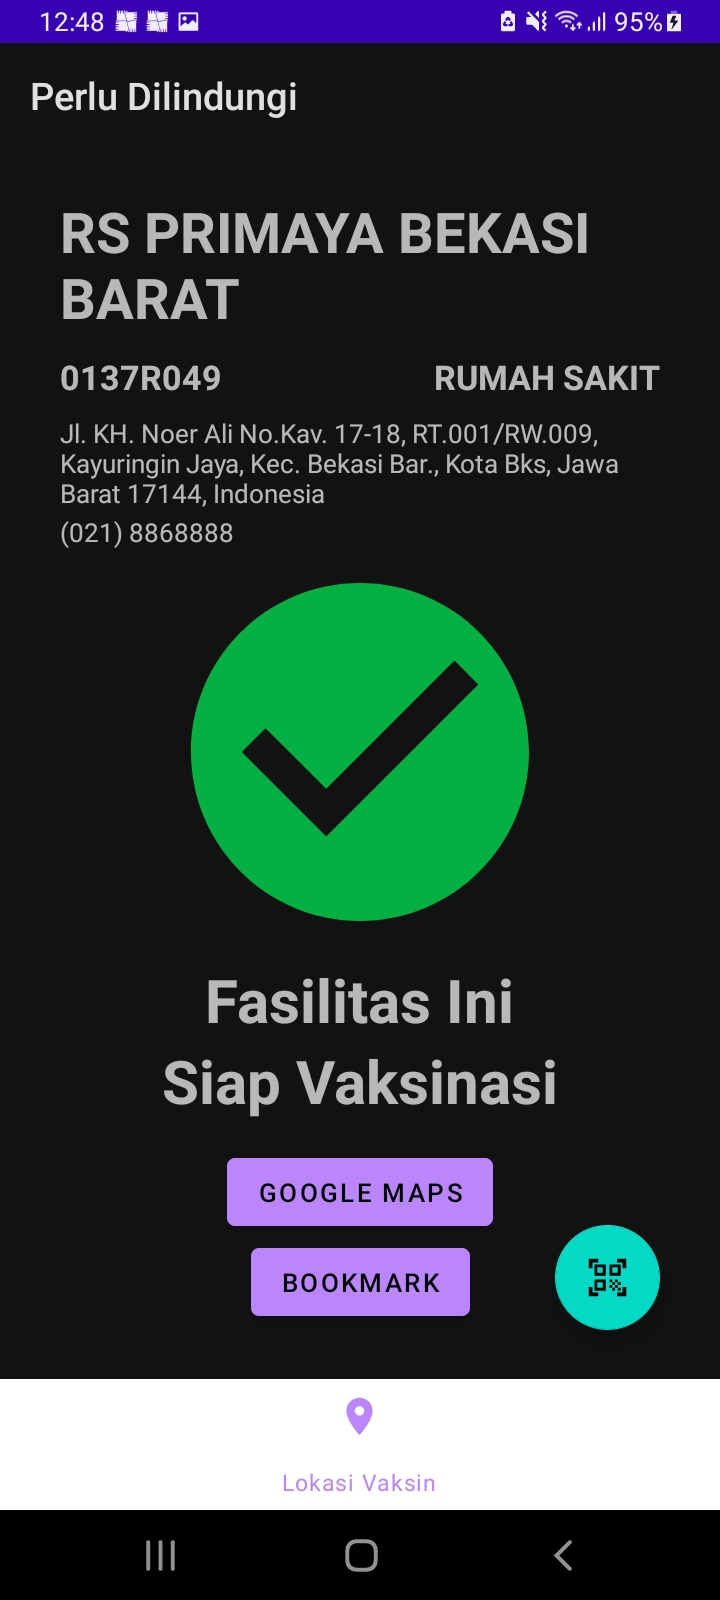 12:48
95%
Perlu Dilindungi
RS PRIMAYA BEKASI
BARAT
0137R049
RUMAH SAKIT
Jl. KH. Noer Ali No.Kav. 17-18, RT.001/RW.009,
Kayuringin Jaya, Kec. Bekasi Bar., Kota Bks, Jawa
Barat 17144, Indonesia
(021) 8868888
Fasilitas Ini
Siap Vaksinasi
GOOGLE MAPS
BOOKMARK
Lokasi Vaksin